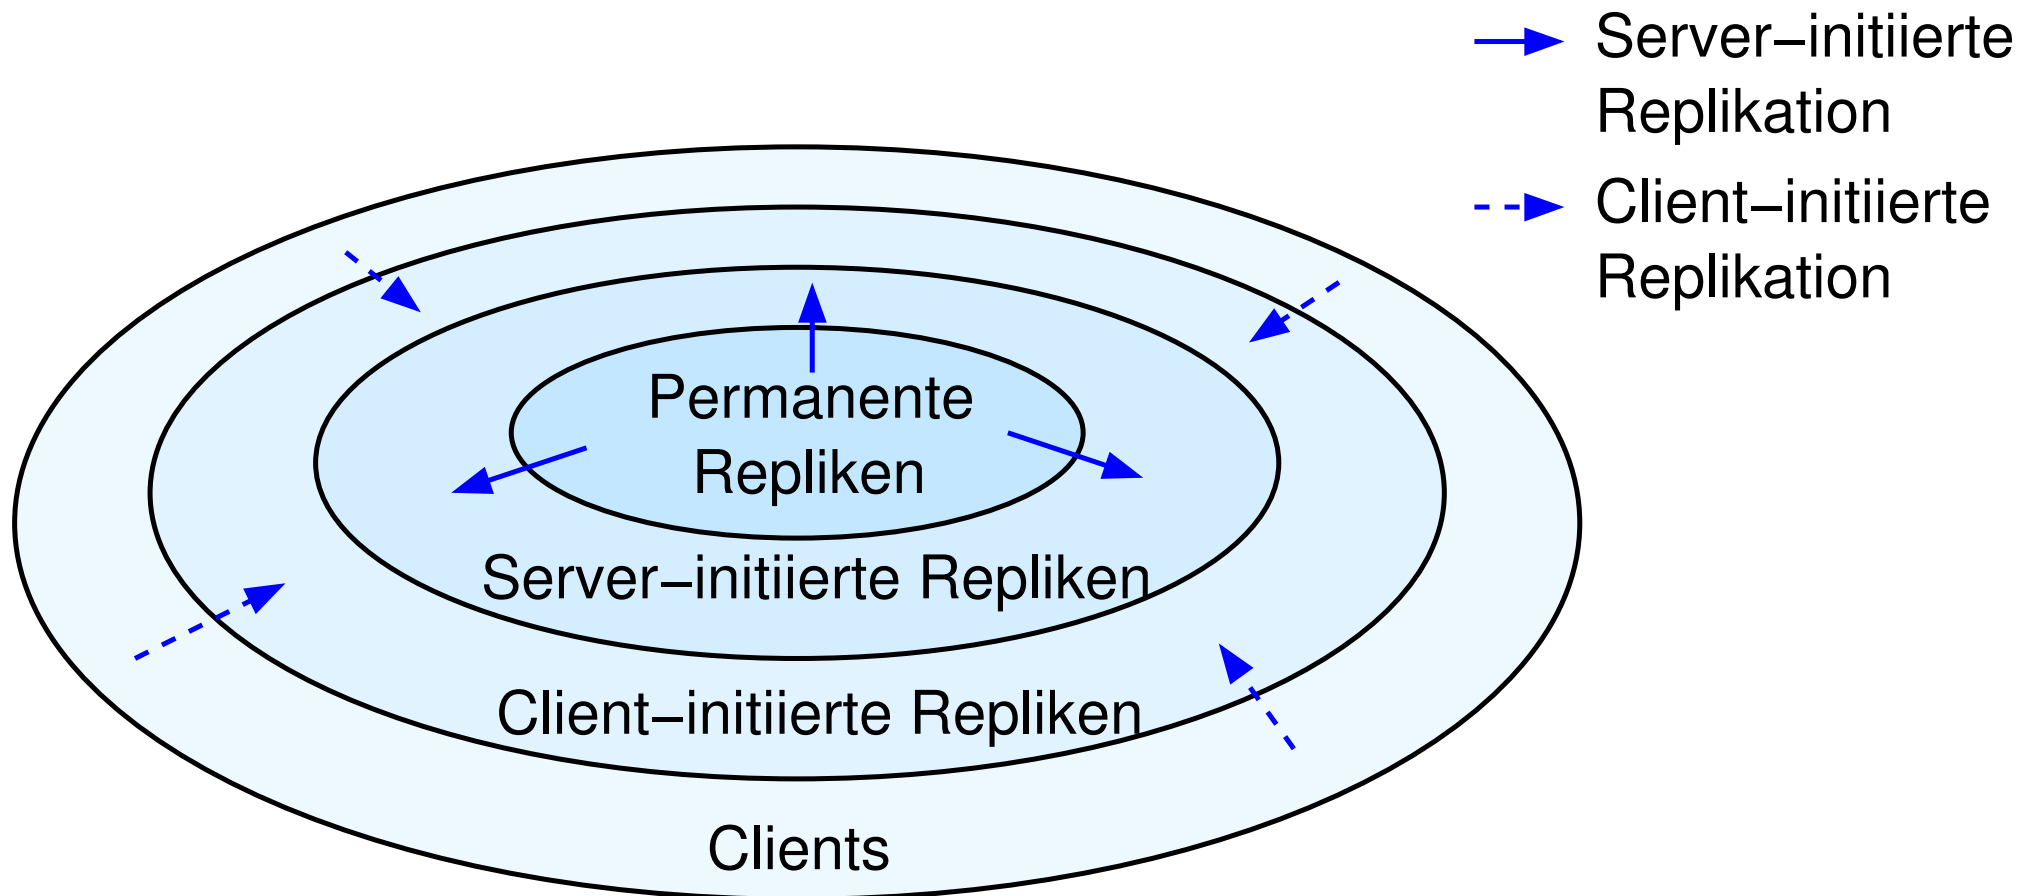 Server–initiierte
Replikation
Client–initiierte
Replikation
Permanente
Repliken
Server–initiierte Repliken
Client–initiierte Repliken
Clients